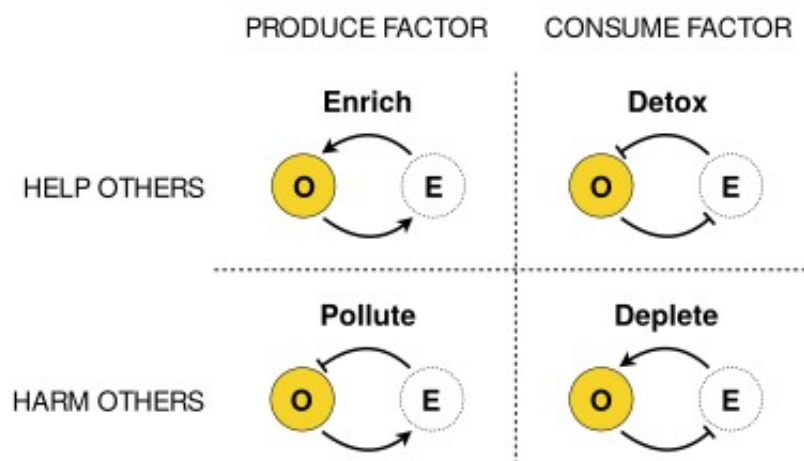 PRODUCE FACTOR CONSUME FACTOR
Enrich Detox
HELP OTHERS O E O E
Pollute Deplete
HARM OTHERS O E O E